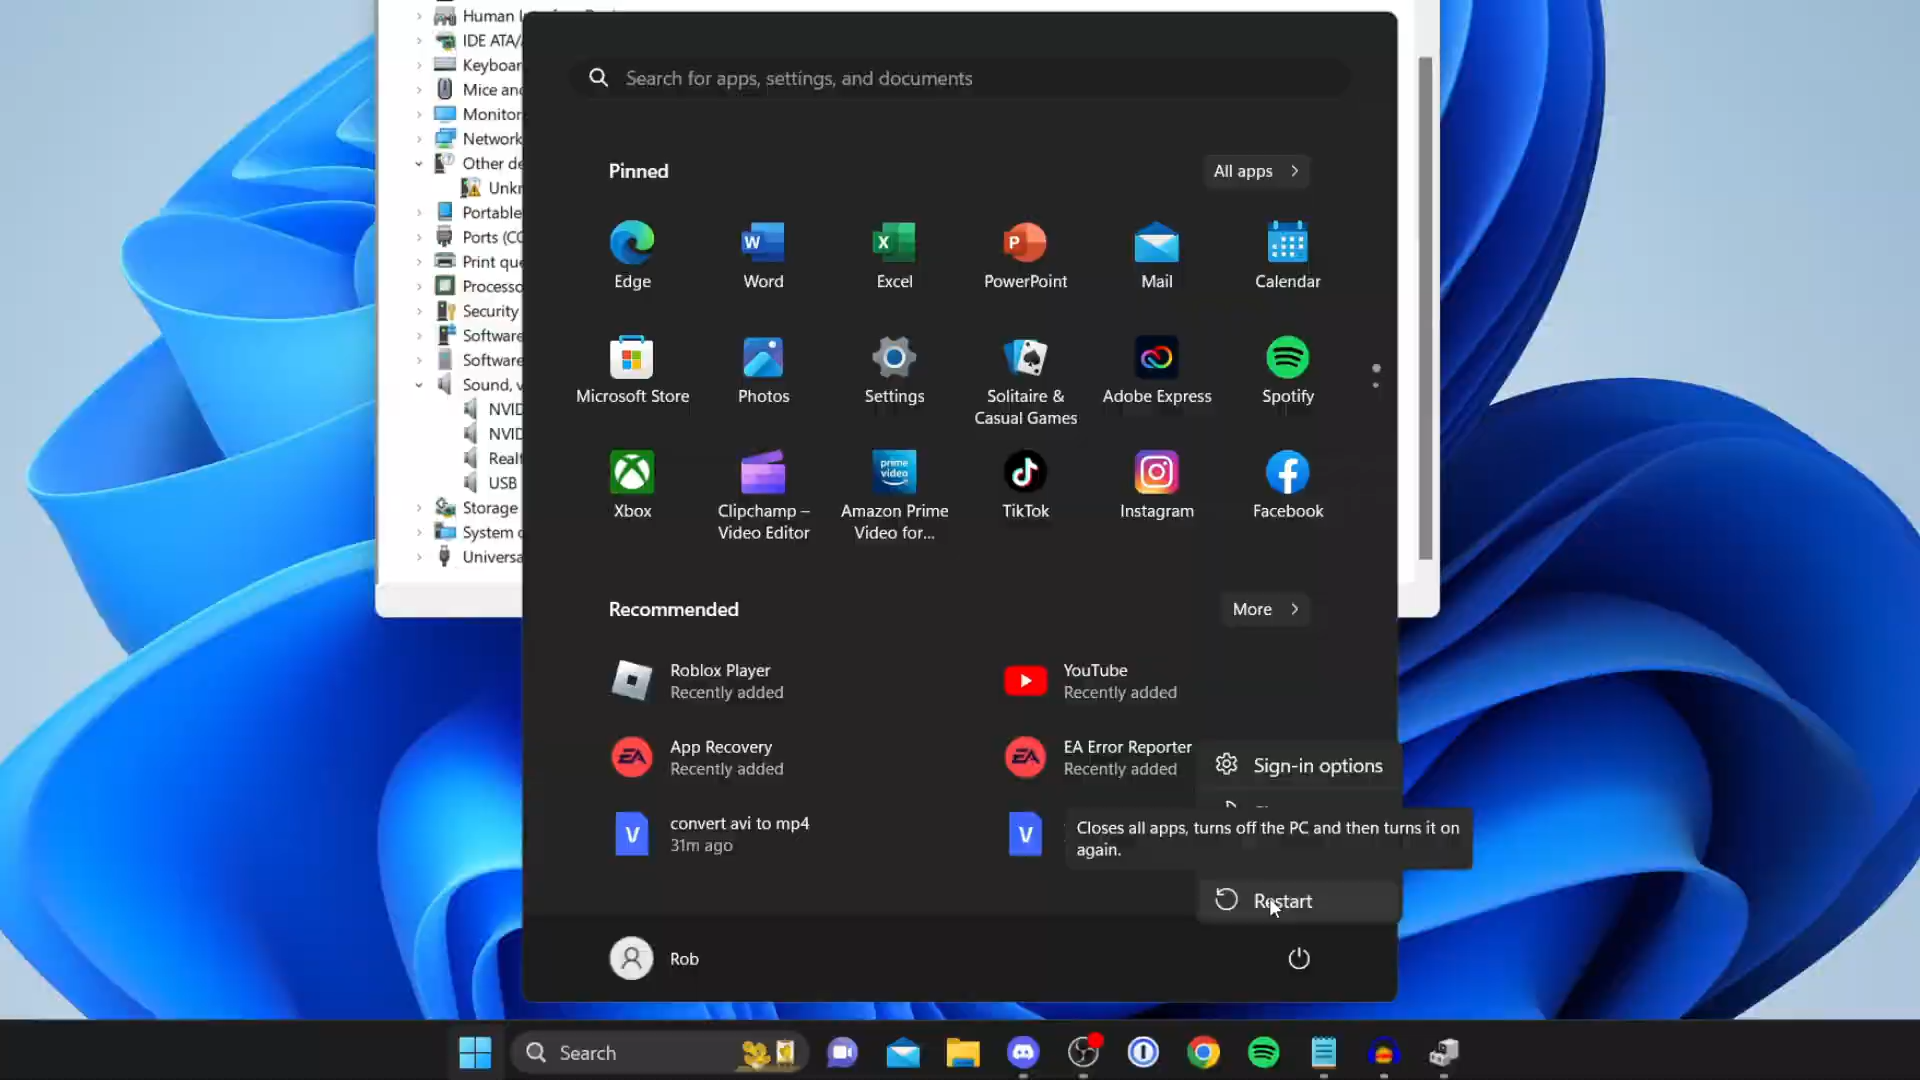 Human I
IDE ATA/
Keyboar
Mice an
Monitor
Network
Other de
Unkr
Portable
Ports (CO
Print que
Processo
Security
Software
Software
Sound, v
NVID
NVID
Realt
USB
Storage
System d
Universa
Search for apps, settings, and documents
Pinned
All apps
Edge
Word
Excel
PowerPoint
Mail
Calendar
Microsoft Store
Photos
Settings
Solitaire &
Casual Games
Adobe Express
Spotify
Xbox
Clipchamp –
Video Editor
prime
video
Amazon Prime
Video for...
TikTok
Instagram
Facebook
Recommended
More
Roblox Player
Recently added
YouTube
Recently added
EA
App Recovery
Recently added
EA
EA Error Reporter
Recently added
V
convert avi to mp4
31m ago
V
Sign-in options
Closes all apps, turns off the PC and then turns it on
again.
Restart
Rob
Search